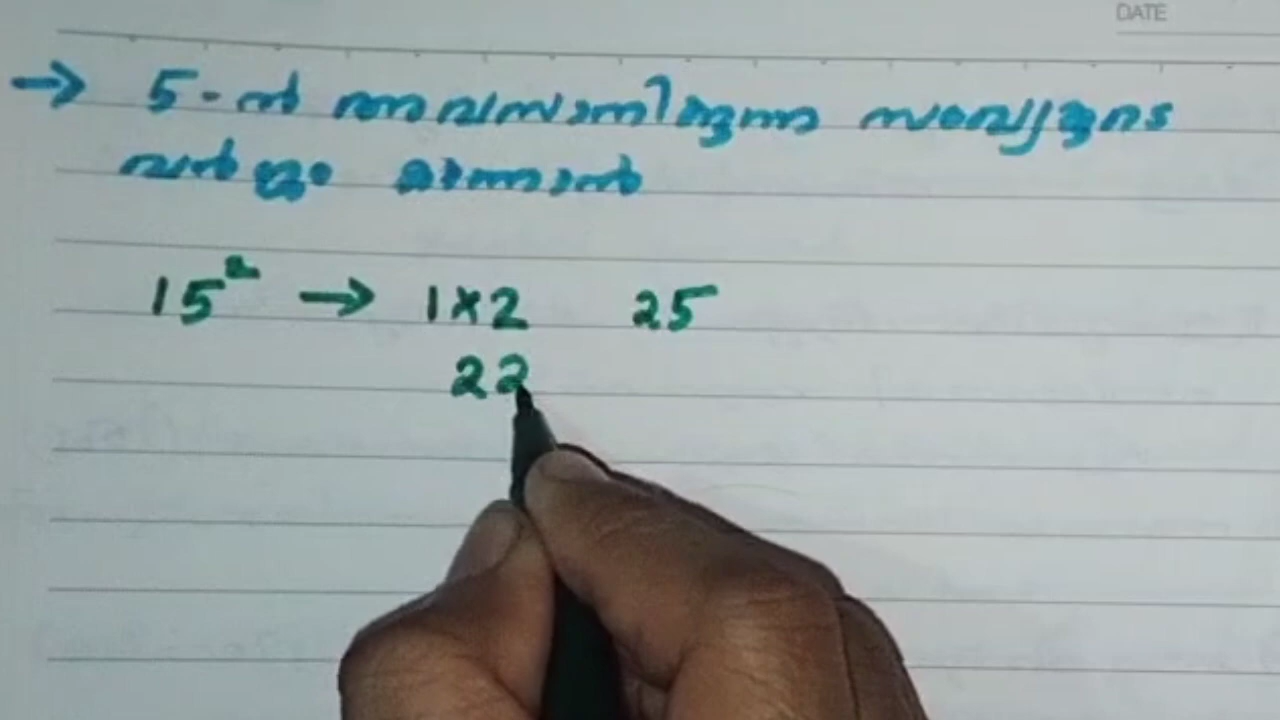 DATE
→ 5-ൽ അവസാനിക്കുന്ന സംഖ്യകളുടെ
വർഗ്ഗം കാണാൻ
15² → 1×2 25
22